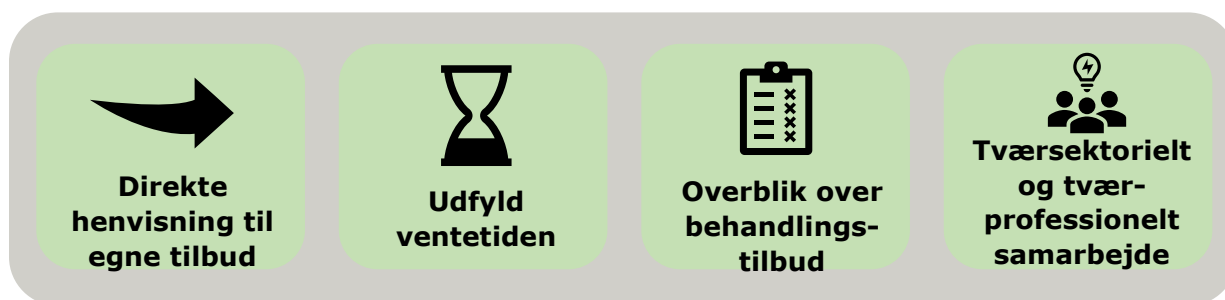 Direkte
henvisning til
egne tilbud
Udfyld
ventetiden
Overblik over
behandlings-
tilbud
Tværsektorielt
og tvær-
professionelt
samarbejde